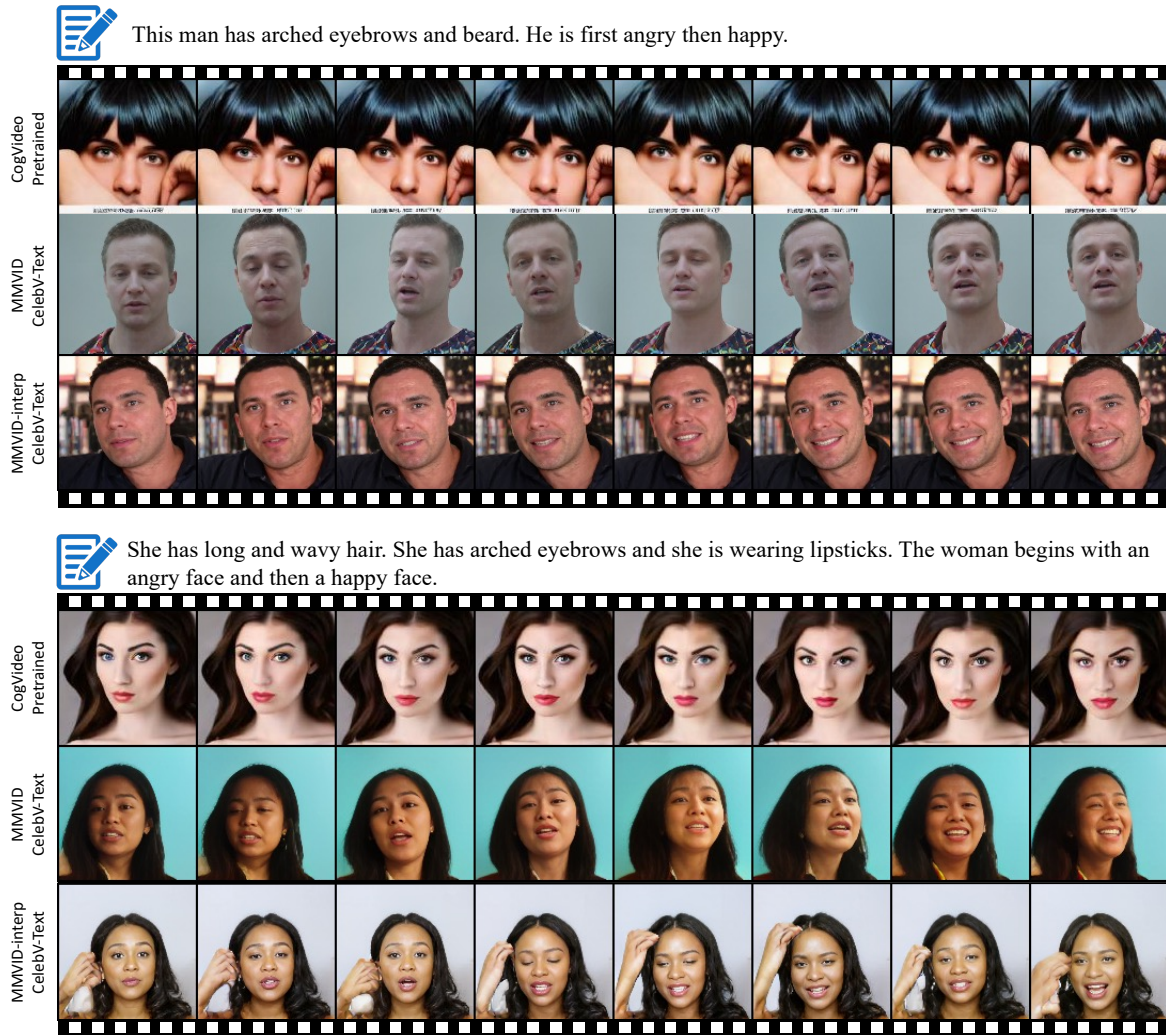 This man has arched eyebrows and beard. He is first angry then happy.
CogVideo
Pretrained
MMVID
CelebV-Text
MMVID-interp
CelebV-Text
She has long and wavy hair. She has arched eyebrows and she is wearing lipsticks. The woman begins with an
angry face and then a happy face.
CogVideo
Pretrained
MMVID
CelebV-Text
MMVID-interp
CelebV-Text